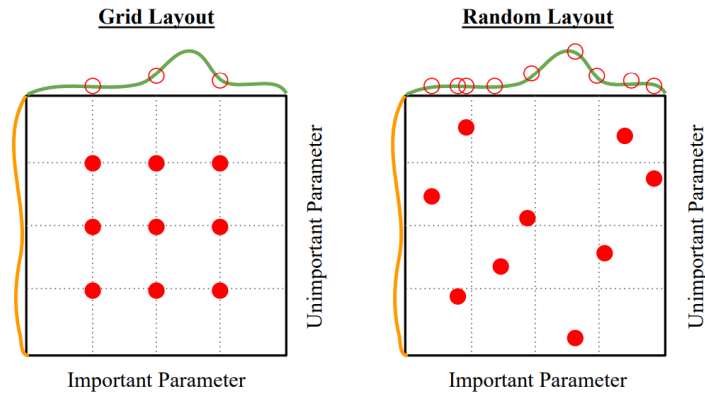 Grid Layout
Random Layout
Unimportant Parameter
Unimportant Parameter
Important Parameter
Important Parameter